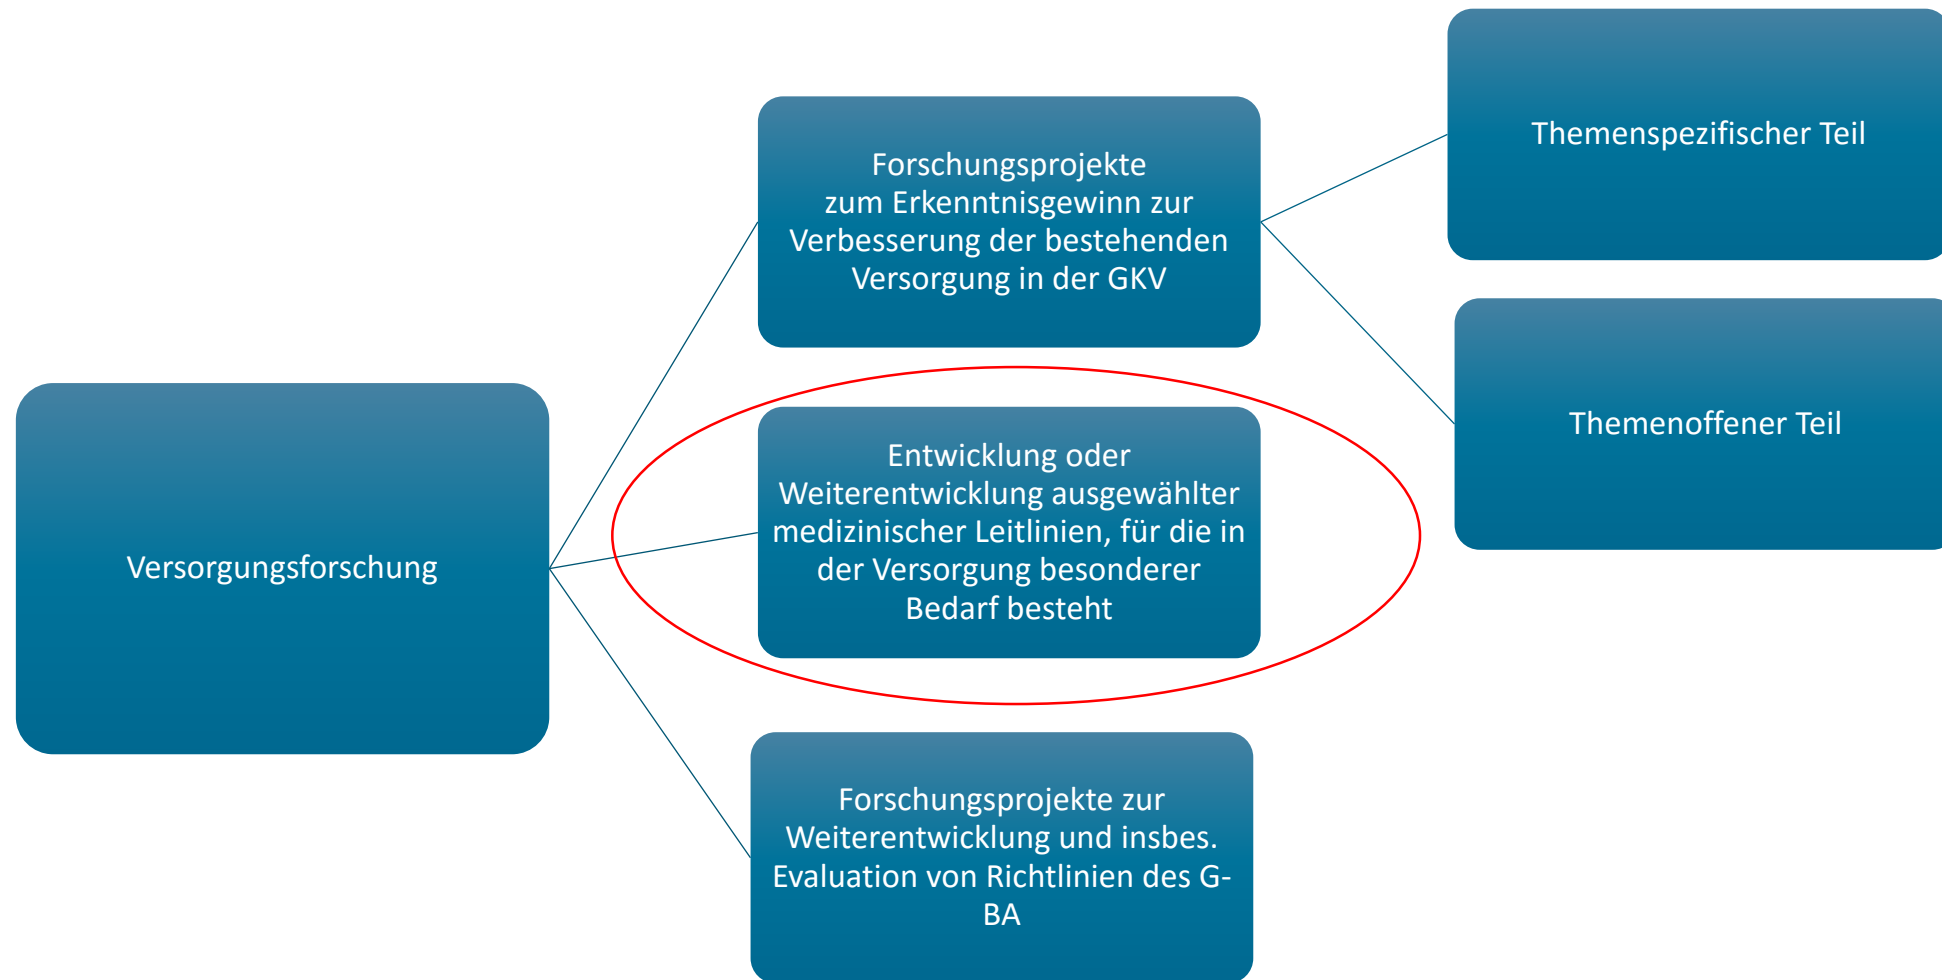 Versorgungsforschung
Forschungsprojekte
zum Erkenntnisgewinn zur
Verbesserung der bestehenden
Versorgung in der GKV
Themenspezifischer Teil
Themenoffener Teil
Entwicklung oder
Weiterentwicklung ausgewählter
medizinischer Leitlinien, für die in
der Versorgung besonderer
Bedarf besteht
Forschungsprojekte zur
Weiterentwicklung und insbes.
Evaluation von Richtlinien des G-
BA